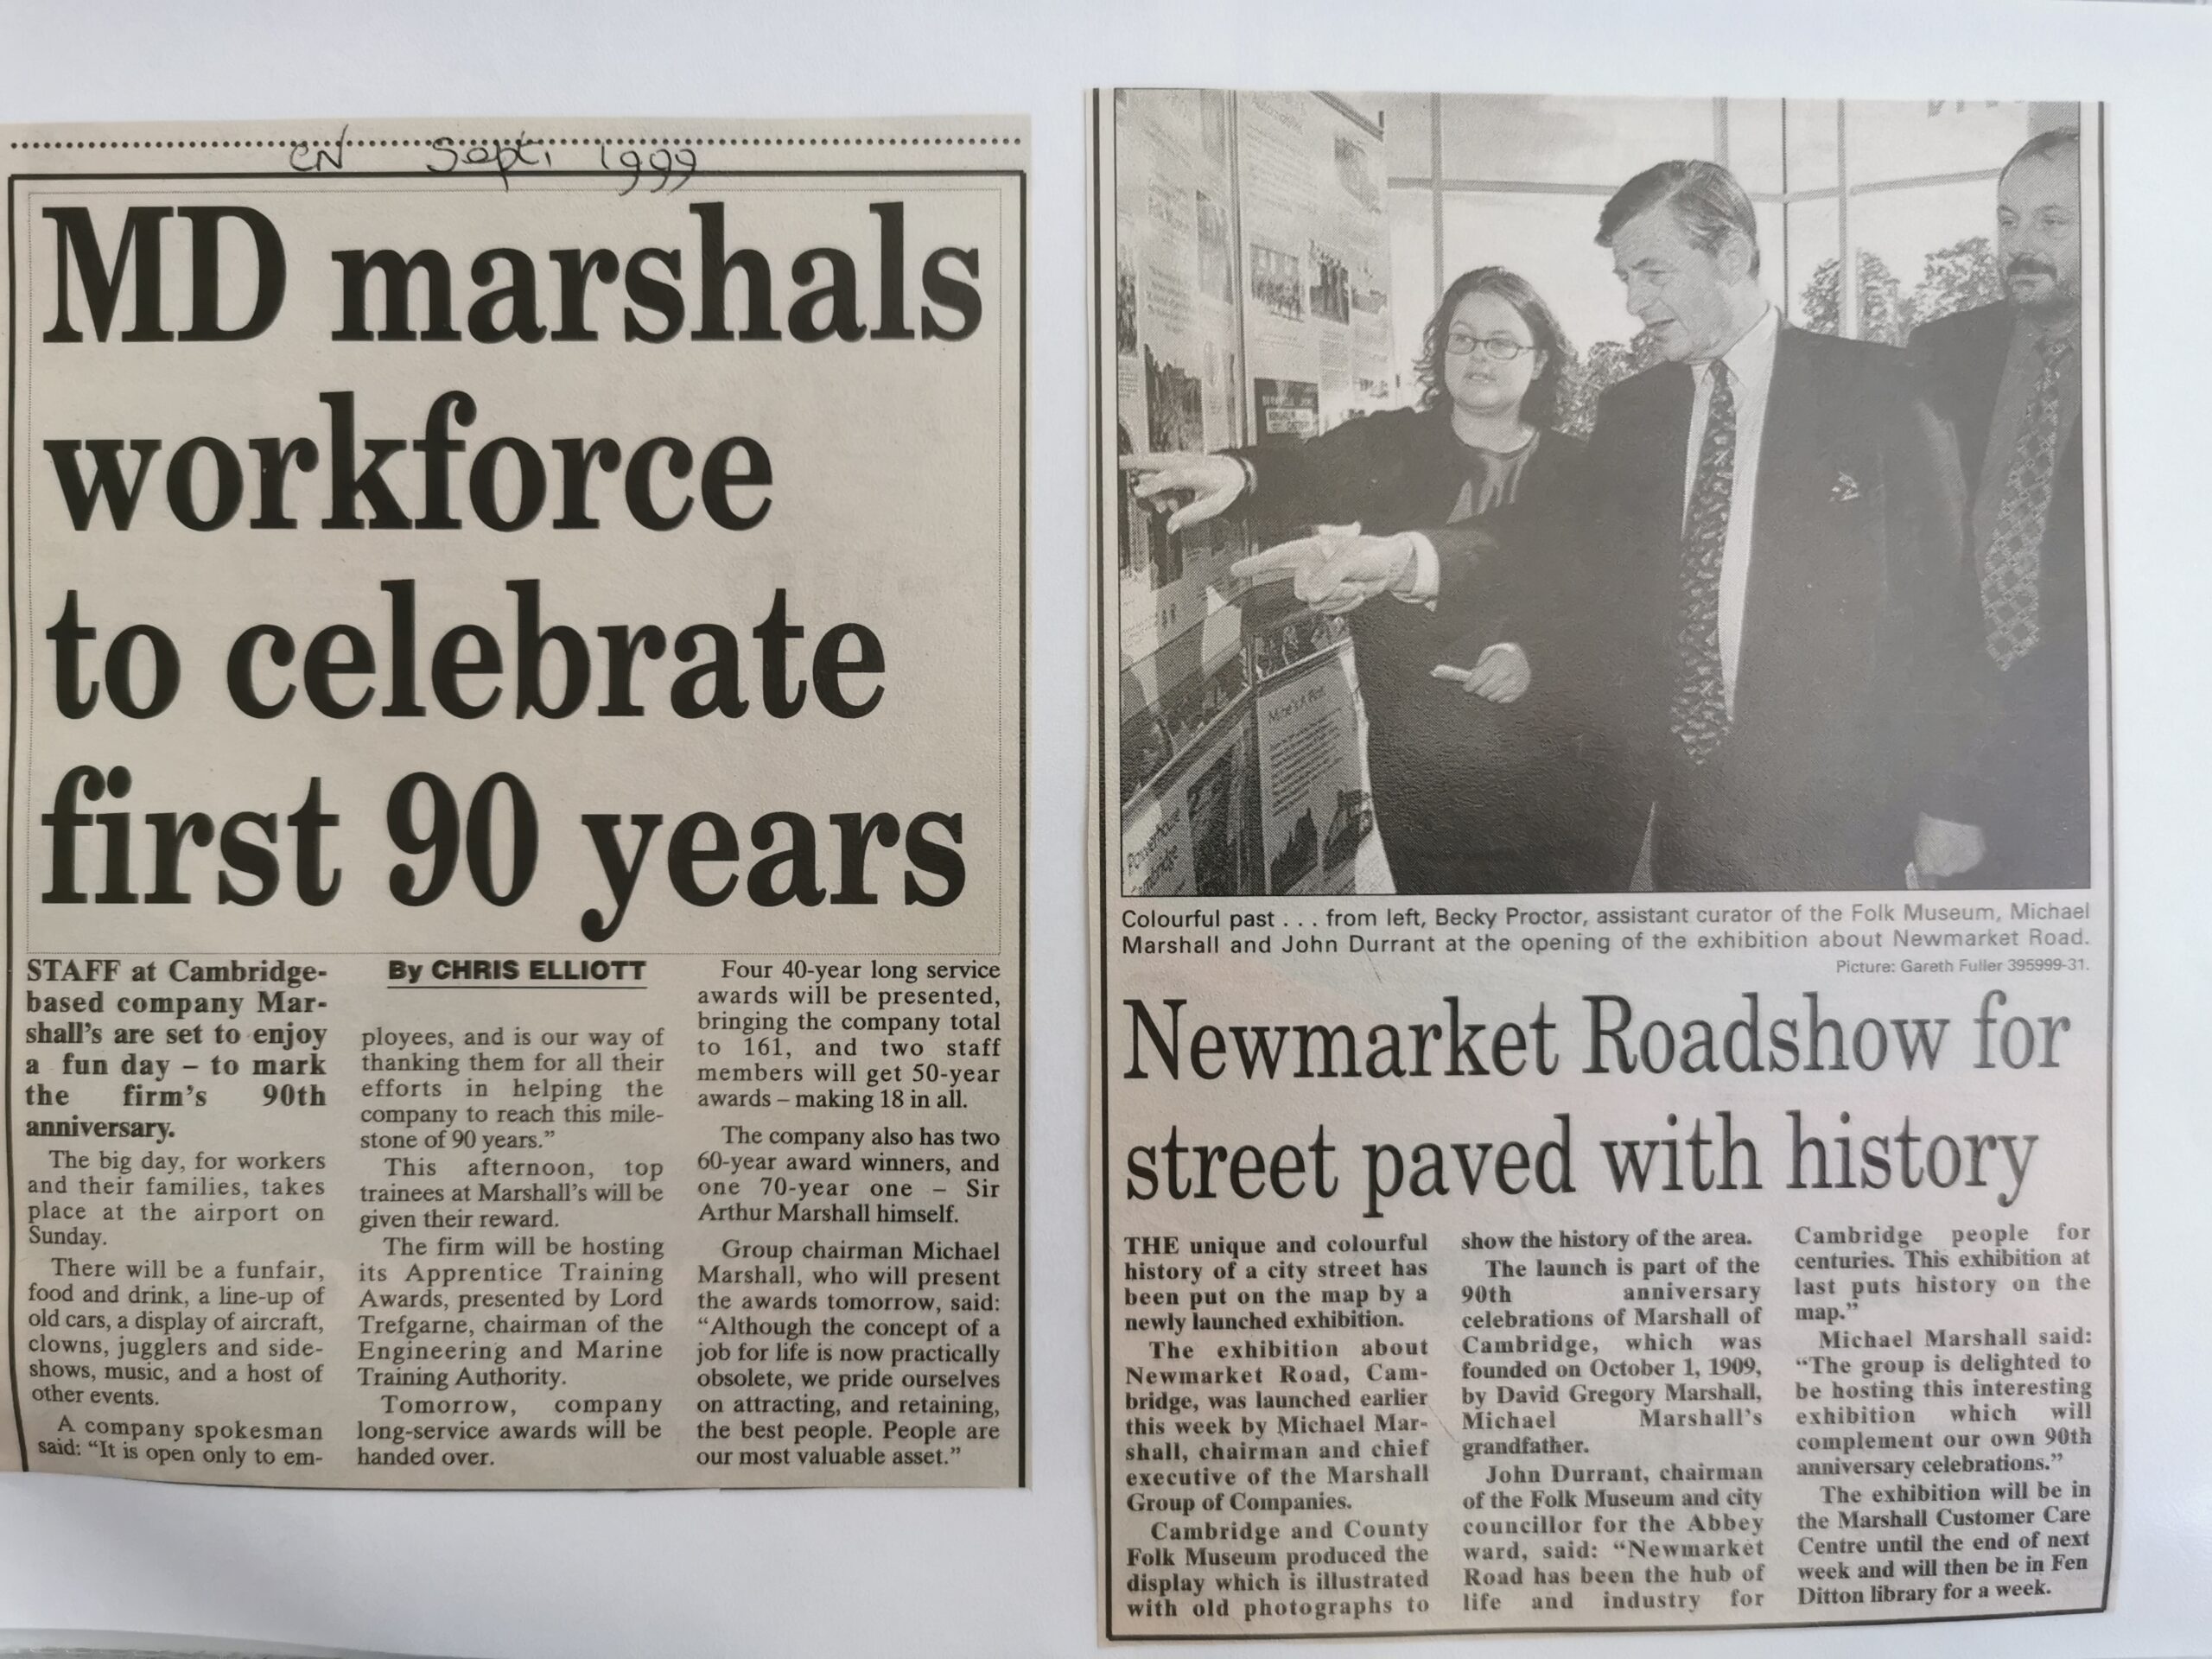 CN Sept. 1999
MD marshals
workforce
to celebrate
first 90 years
STAFF at Cambridge-
based company Mar-
shall's are set to enjoy
a fun day – to mark
the firm's 90th
anniversary.
The big day, for workers
and their families, takes
place at the airport on
Sunday.
There will be a funfair,
food and drink, a line-up of
old cars, a display of aircraft,
clowns, jugglers and side-
shows, music, and a host of
other events.
A company spokesman
said: “It is open only to em-
By CHRIS ELLIOTT
ployees, and is our way of
thanking them for all their
efforts in helping the
company to reach this mile-
stone of 90 years.”
This afternoon, top
trainees at Marshall's will be
given their reward.
The firm will be hosting
its Apprentice Training
Awards, presented by Lord
Trefgarne, chairman of the
Engineering and Marine
Training Authority.
Tomorrow, company
long-service awards will be
handed over.
Four 40-year long service
awards will be presented,
bringing the company total
to 161, and two staff
members will get 50-year
awards – making 18 in all.
The company also has two
60-year award winners, and
one 70-year one – Sir
Arthur Marshall himself.
Group chairman Michael
Marshall, who will present
the awards tomorrow, said:
“Although the concept of a
job for life is now practically
obsolete, we pride ourselves
on attracting, and retaining,
the best people. People are
our most valuable asset.”
Powerhouse
Cambridge
Colourful past . . . from left, Becky Proctor, assistant curator of the Folk Museum, Michael
Marshall and John Durrant at the opening of the exhibition about Newmarket Road.
Picture: Gareth Fuller 395999-31.
Newmarket Roadshow for
street paved with history
THE unique and colourful
history of a city street has
been put on the map by a
newly launched exhibition.
The exhibition about
Newmarket Road, Cam-
bridge, was launched earlier
this week by Michael Mar-
shall, chairman and chief
executive of the Marshall
Group of Companies.
Cambridge and County
Folk Museum produced the
display which is illustrated
with old photographs to
show the history of the area.
The launch is part of the
90th anniversary
celebrations of Marshall of
Cambridge, which was
founded on October 1, 1909,
by David Gregory Marshall,
Michael Marshall's
grandfather.
John Durrant, chairman
of the Folk Museum and city
councillor for the Abbey
ward, said: “Newmarket
Road has been the hub of
life and industry for
Cambridge people for
centuries. This exhibition at
last puts history on the
map.”
Michael Marshall said:
“The group is delighted to
be hosting this interesting
exhibition which will
complement our own 90th
anniversary celebrations.”
The exhibition will be in
the Marshall Customer Care
Centre until the end of next
week and will then be in Fen
Ditton library for a week.